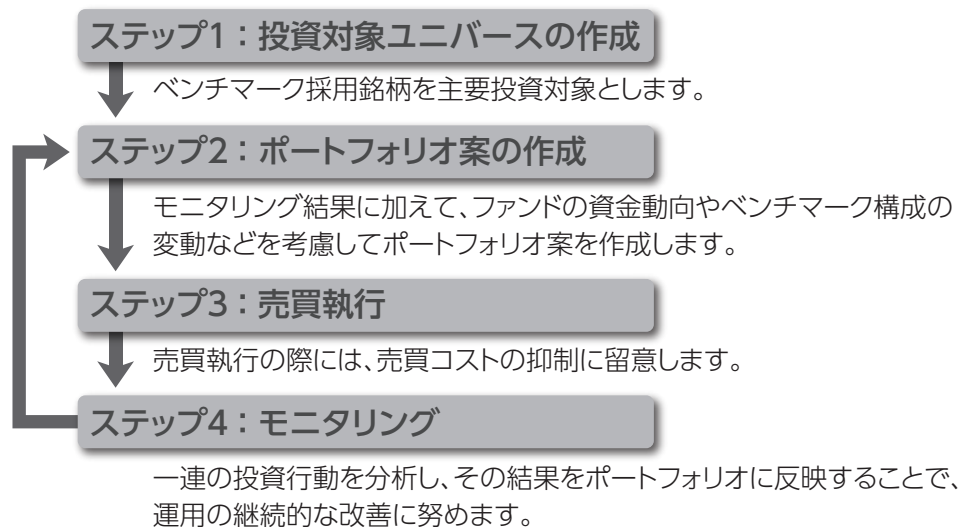 ステップ1：投資対象ユニバースの作成
ベンチマーク採用銘柄を主要投資対象とします。
ステップ2：ポートフォリオ案の作成
モニタリング結果に加えて、ファンドの資金動向やベンチマーク構成の
変動などを考慮してポートフォリオ案を作成します。
ステップ3：売買執行
売買執行の際には、売買コストの抑制に留意します。
ステップ4：モニタリング
一連の投資行動を分析し、その結果をポートフォリオに反映することで、
運用の継続的な改善に努めます。